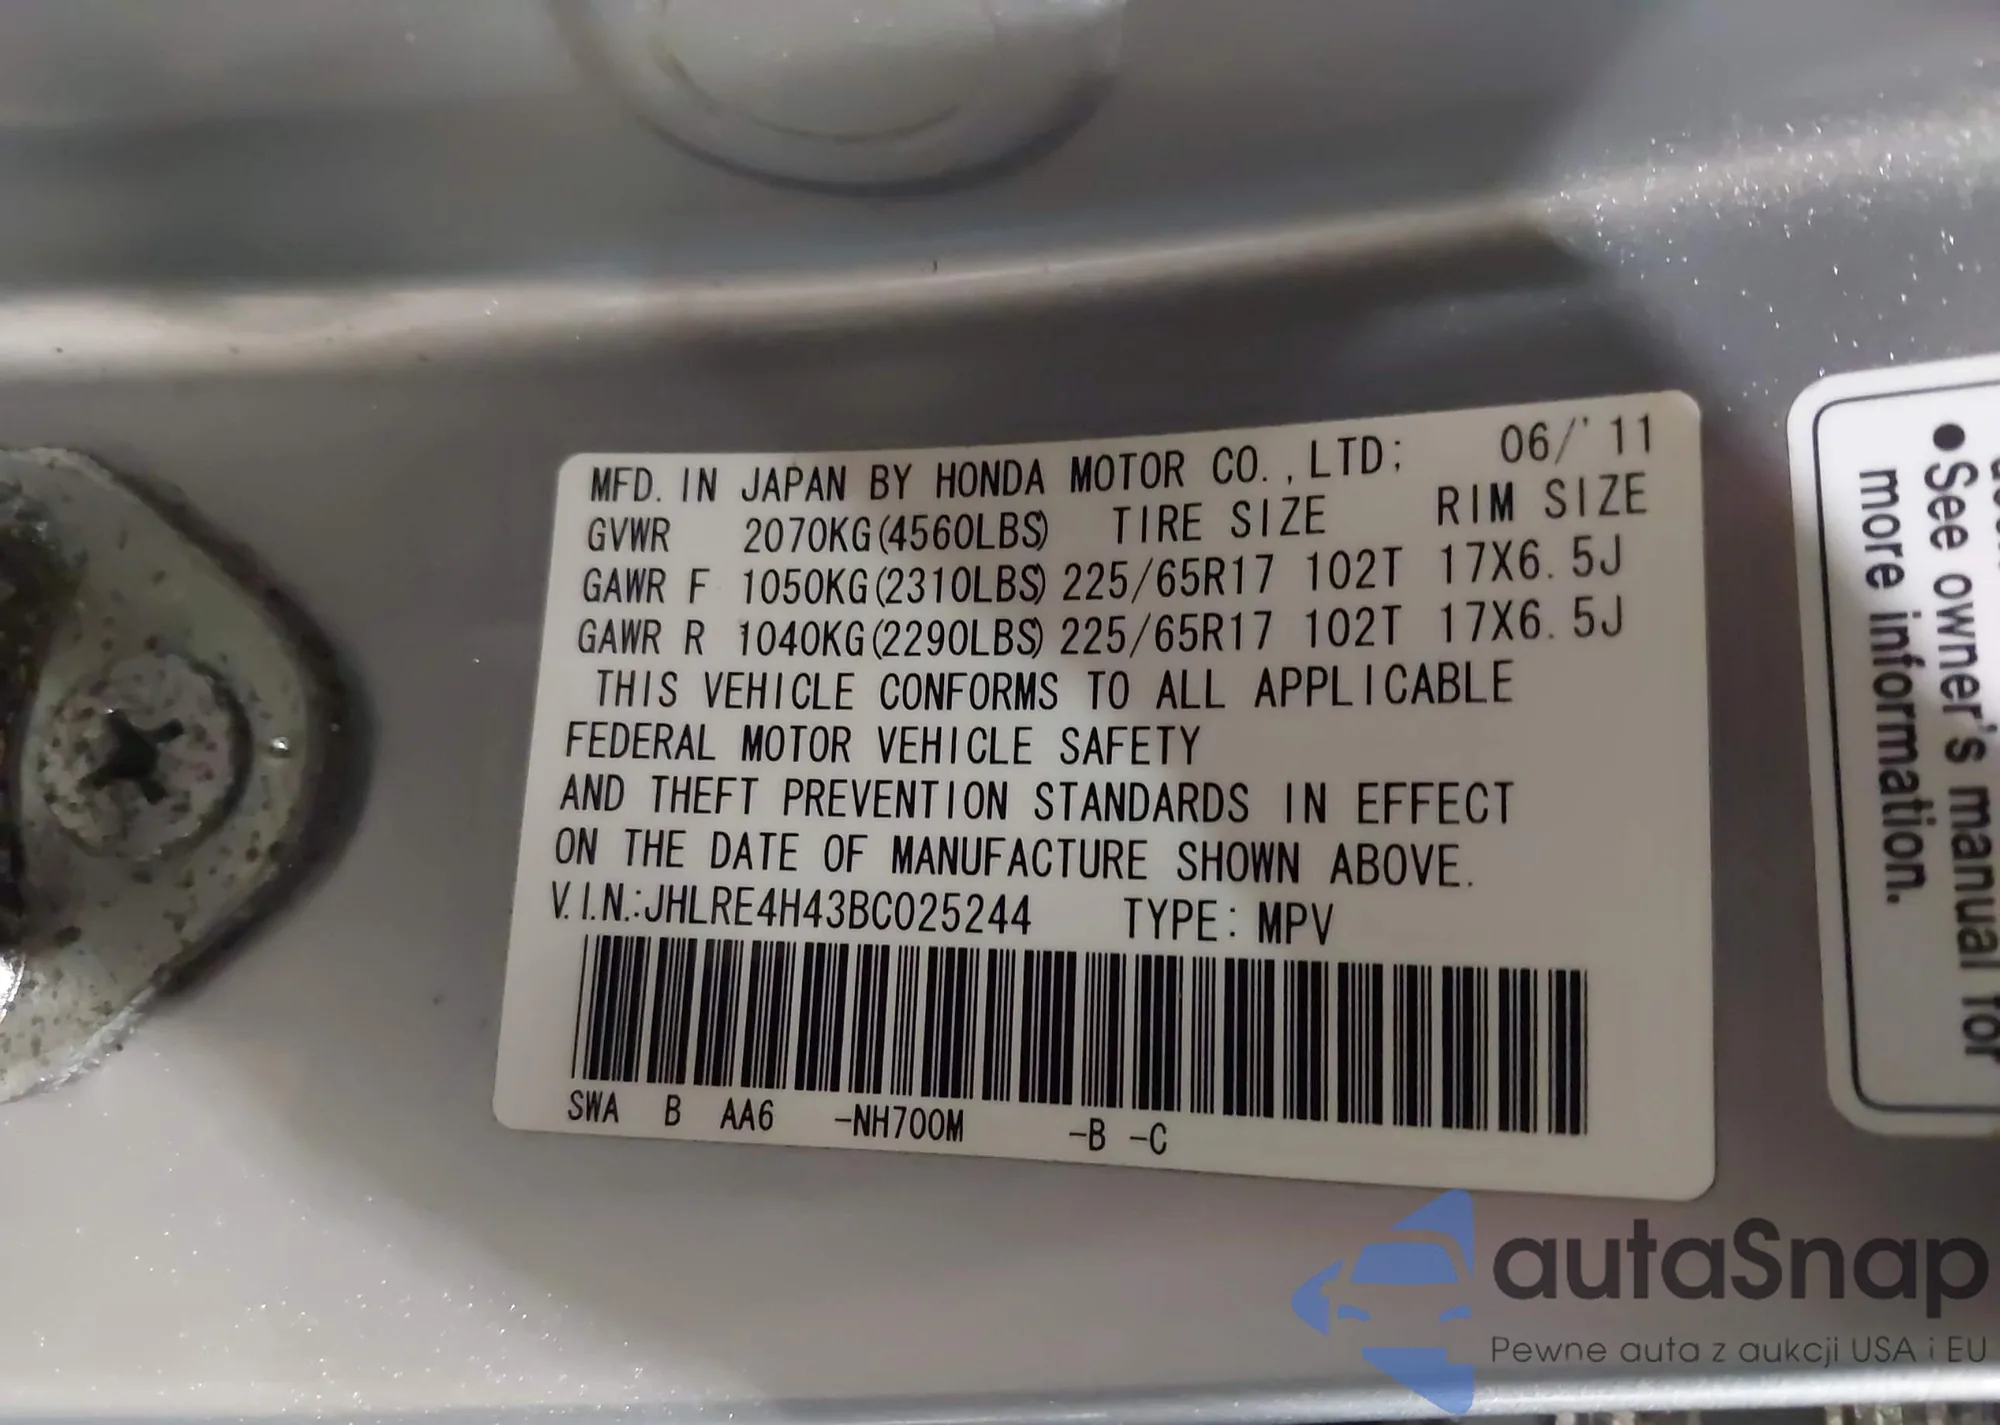 MFD. IN JAPAN BY HONDA MOTOR CO.,LTD; 06/'11
GVWR 2070KG(4560LBS) TIRE SIZE RIM SIZE
GAWR F 1050KG(2310LBS) 225/65R17 102T 17X6.5J
GAWR R 1040KG(2290LBS) 225/65R17 102T 17X6.5J
THIS VEHICLE CONFORMS TO ALL APPLICABLE
FEDERAL MOTOR VEHICLE SAFETY
AND THEFT PREVENTION STANDARDS IN EFFECT
ON THE DATE OF MANUFACTURE SHOWN ABOVE.
V.I.N.:JHLRE4H43BC025244 TYPE: MPV
SWA B AA6 -NH700M -B -C
●See owner's manual for
more information.
autaSnap
Pewne auta z aukcji USA i EU